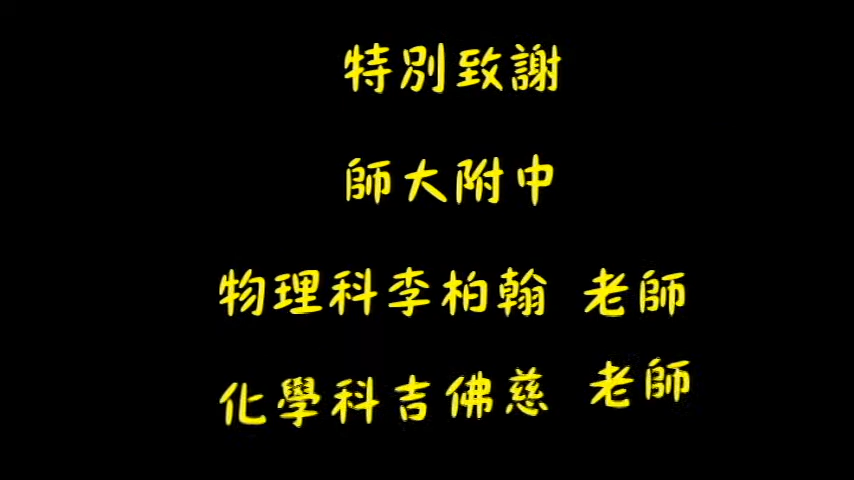 特別致謝
師大附中
物理科李柏翰 老師
化學科吉佛慈 老師